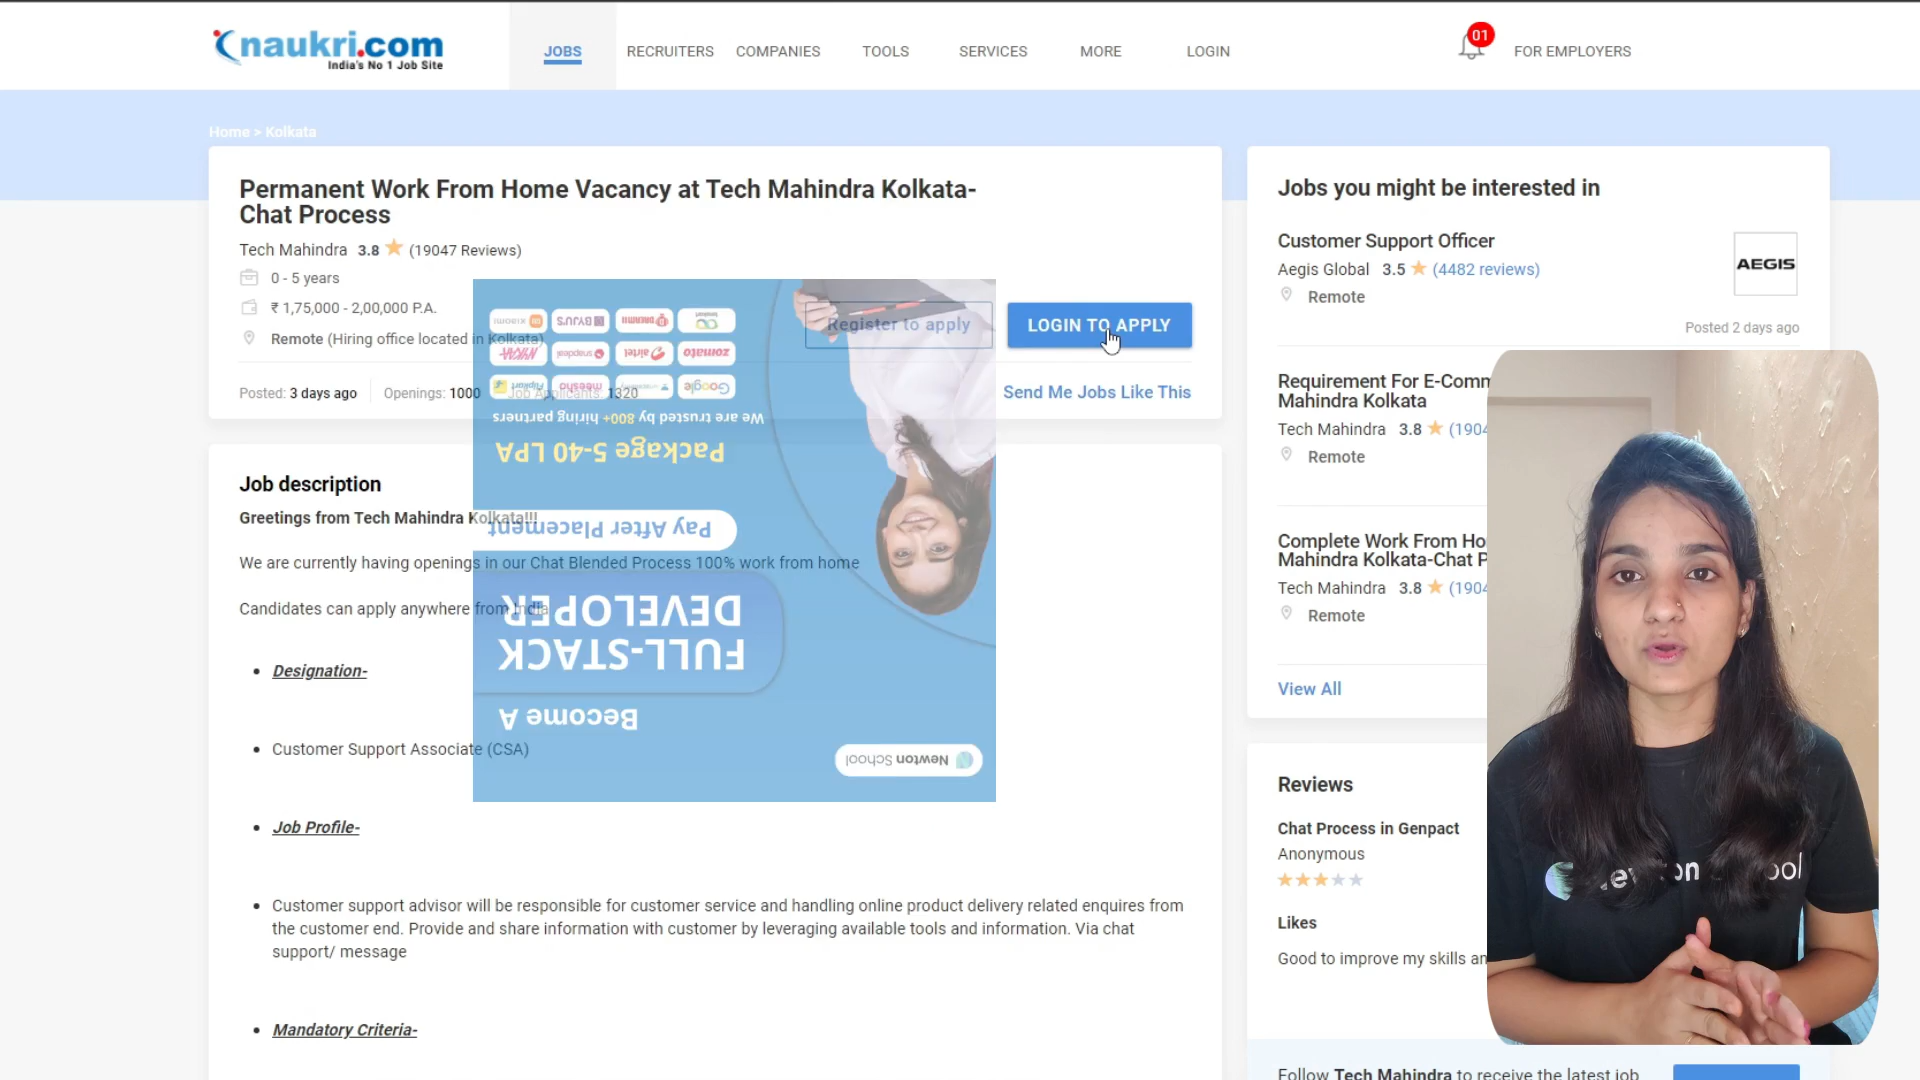 naukri.com
India's No 1 Job Site
JOBS
RECRUITERS
COMPANIES
TOOLS
SERVICES
MORE
LOGIN
01
FOR EMPLOYERS
Home > Kolkata
Permanent Work From Home Vacancy at Tech Mahindra Kolkata-
Chat Process
Tech Mahindra 3.8 (19047 Reviews)
0 - 5 years
₹ 1,75,000 - 2,00,000 P.A.
Remote (Hiring office located in Kolkata)
Register to apply
LOGIN TO APPLY
Posted: 3 days ago
Openings: 1000
Job Applicants: 1320
Send Me Jobs Like This
Job description
Greetings from Tech Mahindra Kolkata!!!
We are currently having openings in our Chat Blended Process 100% work from home
Candidates can apply anywhere from India
Designation-
Customer Support Associate (CSA)
Job Profile-
Customer support advisor will be responsible for customer service and handling online product delivery related enquires from
the customer end. Provide and share information with customer by leveraging available tools and information. Via chat
support/ message
Mandatory Criteria-
Newton School
Become A
FULL-STACK
DEVELOPER
Pay After Placement
Package 5-40 LPA
We are trusted by 800+ hiring partners
Google
meesho
Flipkart
zomato
airtel
snapdeal
NYKAA
DREAM11
BYJU'S
xiaomi
Jobs you might be interested in
Customer Support Officer
Aegis Global 3.5 (4482 reviews)
Remote
AEGIS
Posted 2 days ago
Requirement For E-Comm
Mahindra Kolkata
Tech Mahindra 3.8 (1904
Remote
Complete Work From Ho
Mahindra Kolkata-Chat P
Tech Mahindra 3.8 (1904
Remote
View All
Reviews
Chat Process in Genpact
Anonymous
Likes
Good to improve my skills an
Follow Tech Mahindra to receive the latest job